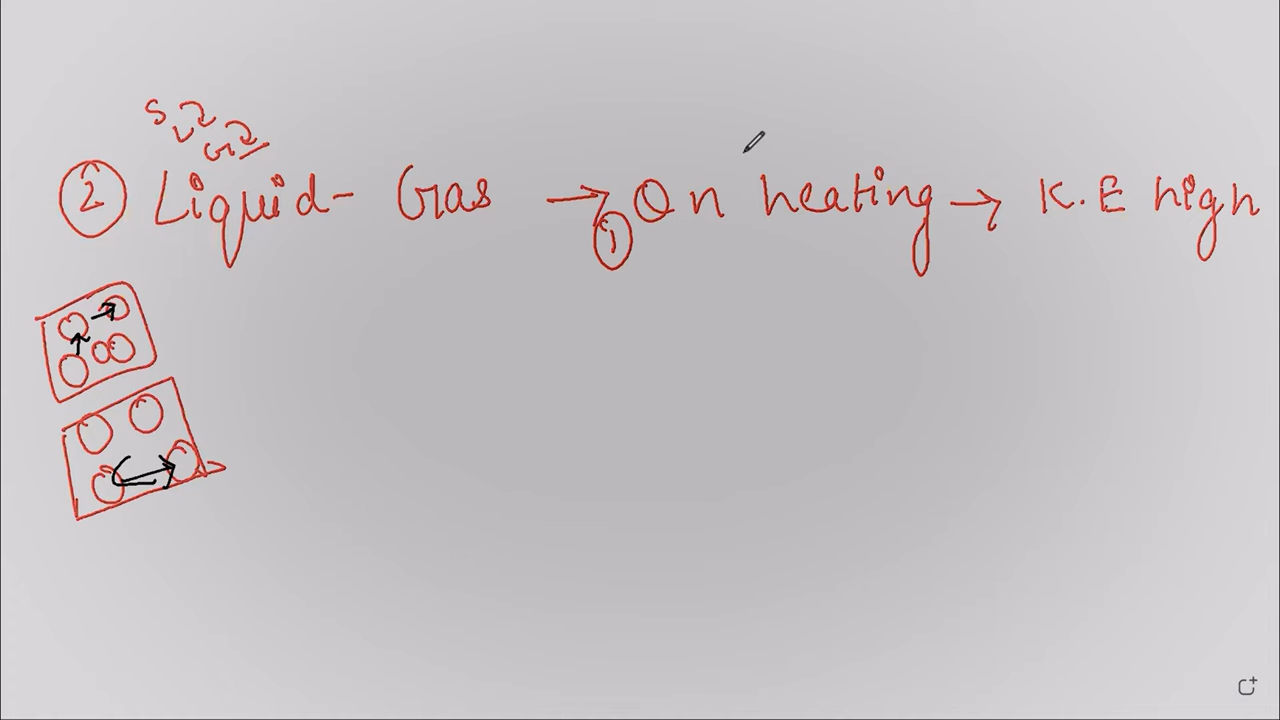 S L G
② Liquid - Gas → ① On heating → K.E high